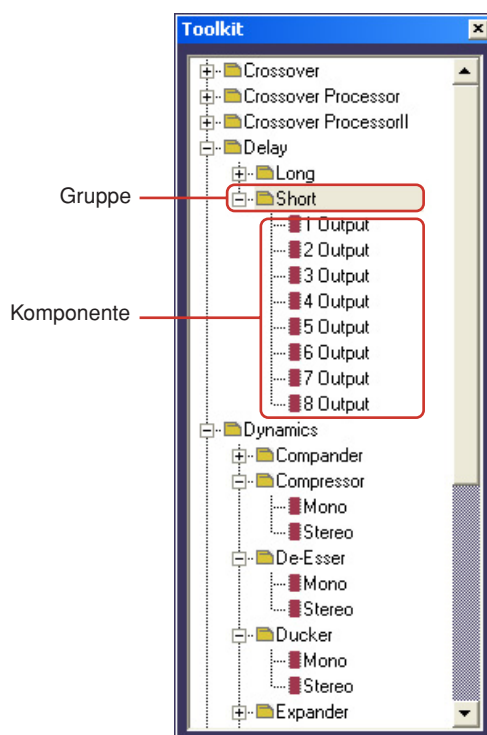 Toolkit
Crossover
Crossover Processor
Crossover ProcessorII
Delay
Long
Gruppe
Short
1 Output
2 Output
3 Output
Komponente
4 Output
5 Output
6 Output
7 Output
8 Output
Dynamics
Compander
Compressor
Mono
Stereo
De-Esser
Mono
Stereo
Ducker
Mono
Stereo
Expander